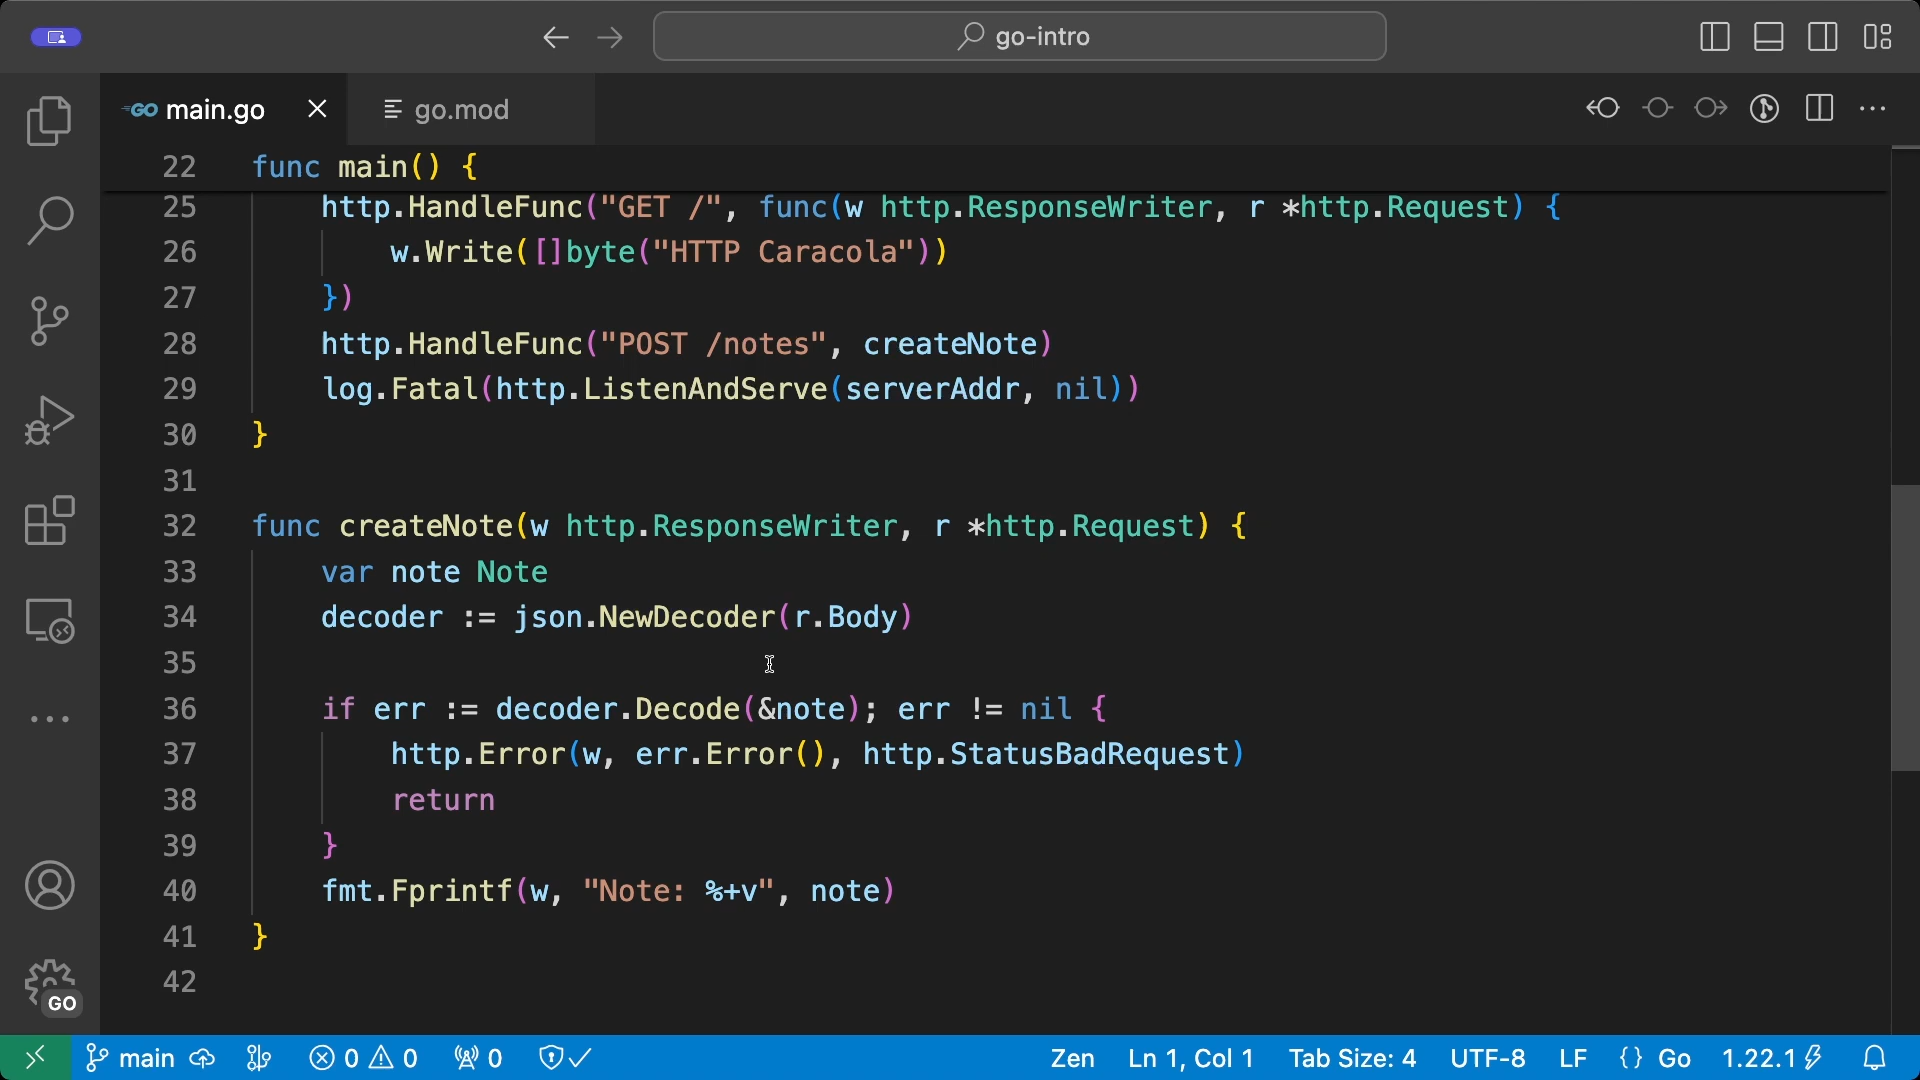 go-intro
GO main.go
go.mod
22 func main() {
25 http.HandleFunc("GET /", func(w http.ResponseWriter, r *http.Request) {
26 w.Write([]byte("HTTP Caracola"))
27 })
28 http.HandleFunc("POST /notes", createNote)
29 log.Fatal(http.ListenAndServe(serverAddr, nil))
30 }
31
32 func createNote(w http.ResponseWriter, r *http.Request) {
33 var note Note
34 decoder := json.NewDecoder(r.Body)
35
36 if err := decoder.Decode(&note); err != nil {
37 http.Error(w, err.Error(), http.StatusBadRequest)
38 return
39 }
40 fmt.Fprintf(w, "Note: %+v", note)
41 }
42
GO
main 0 0 0 Zen Ln 1, Col 1 Tab Size: 4 UTF-8 LF {} Go 1.22.1